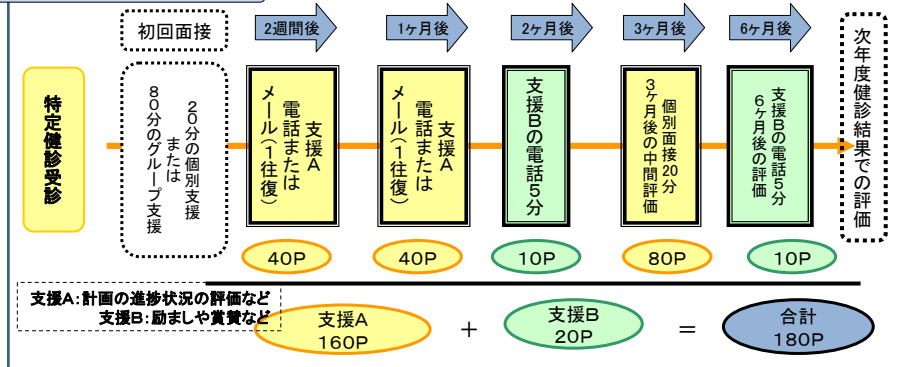 初回面接
2週間後
1ヶ月後
2ヶ月後
3ヶ月後
6ヶ月後
特定健診受診
20分の個別支援
または
80分のグループ支援
支援A
電話または
メール(1往復)
支援A
電話または
メール(1往復)
支援Bの電話5分
個別面接20分
3ヶ月後の中間評価
支援Bの電話5分
6ヶ月後の評価
次年度健診結果での評価
40P
40P
10P
80P
10P
支援A:計画の進捗状況の評価など
支援B:励ましや賞賛など
支援A
160P
+
支援B
20P
=
合計
180P